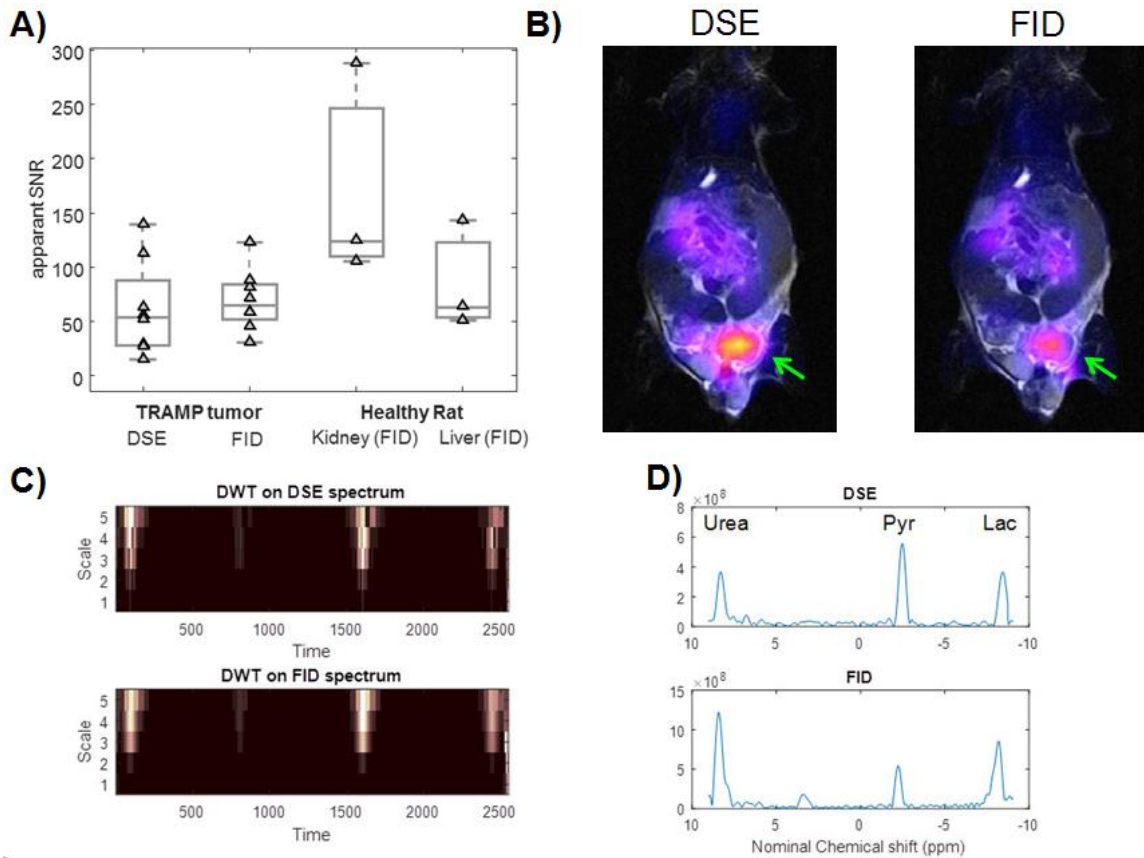 A)
300
250
200
150
100
50
0
apparant SNR
TRAMP tumor
Healthy Rat
DSE
FID
Kidney (FID)
Liver (FID)
B)
DSE
FID
C)
DWT on DSE spectrum
5
4
3
2
1
Scale
500
1000
1500
2000
2500
Time
DWT on FID spectrum
5
4
3
2
1
Scale
500
1000
1500
2000
2500
Time
D)
×10⁸
DSE
8
6
4
2
0
Urea
Pyr
Lac
10
5
0
-5
-10
×10⁸
FID
15
10
5
0
10
5
0
-5
-10
Nominal Chemical shift (ppm)